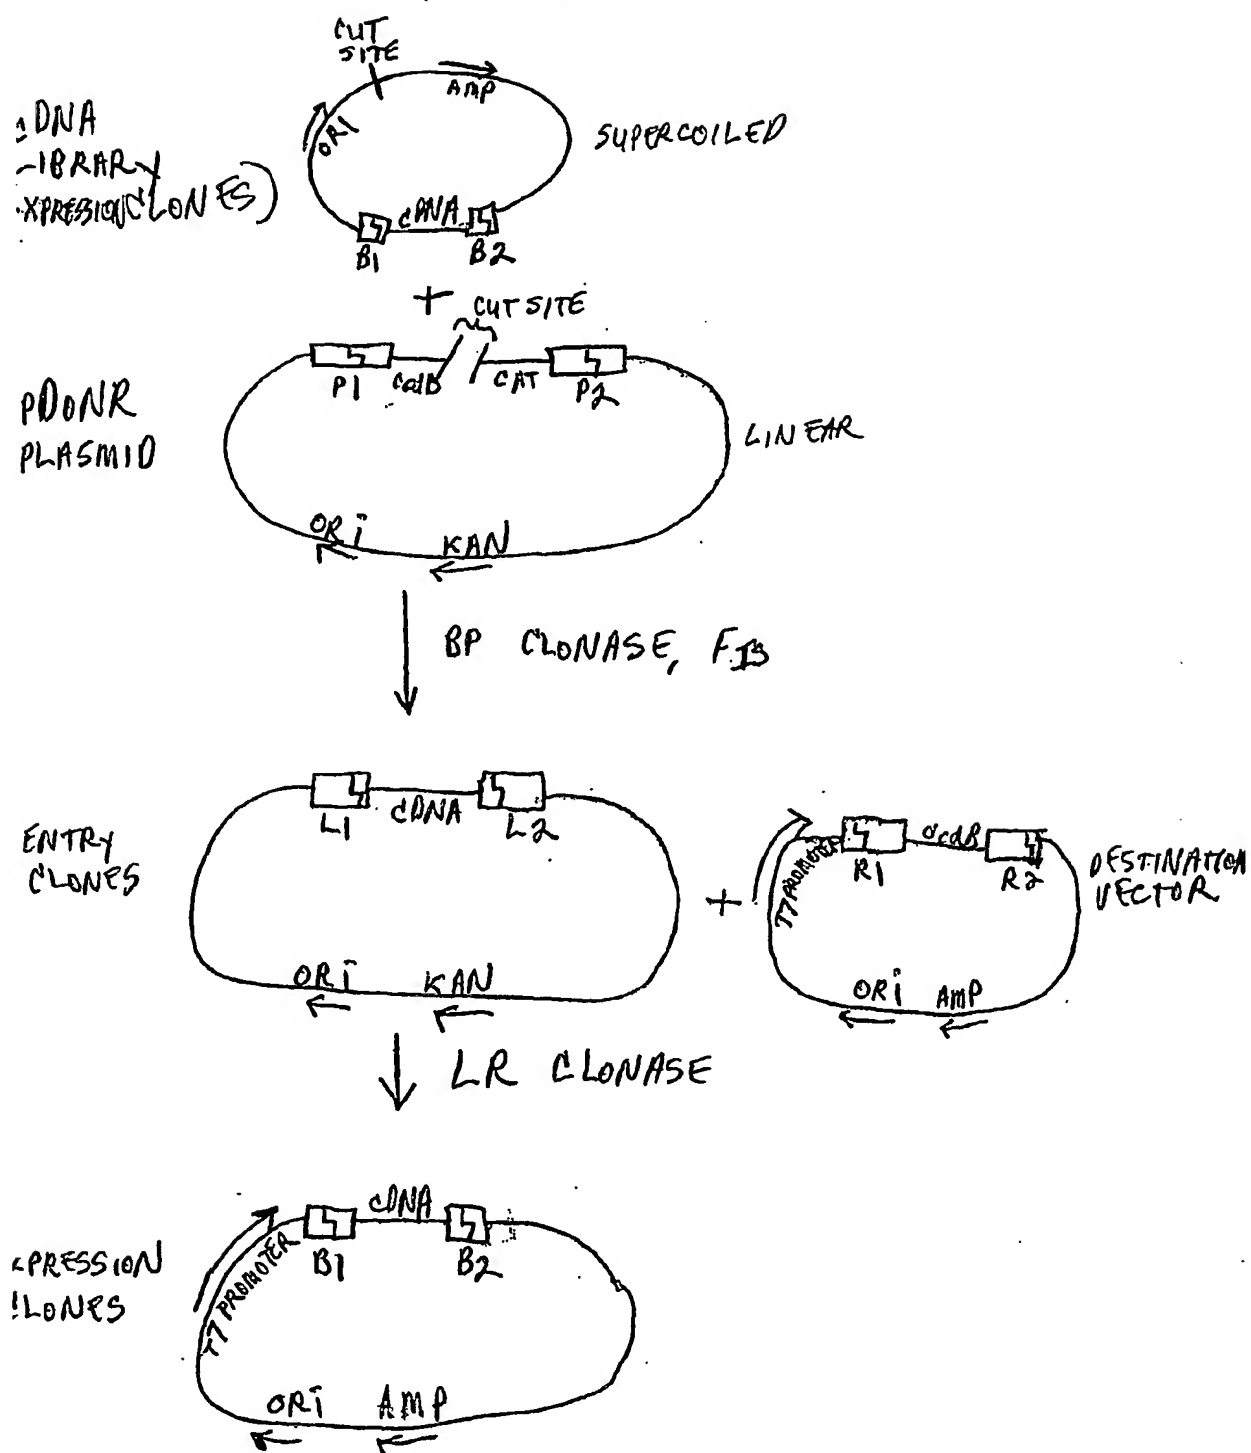 CUT
SITE
AMP
ORI
DNA
IBRARY
XPRESSION CLONES)
SUPERCOILED
cDNA
B1
B2
+ CUT SITE
P1
ccdB
CAT
P2
PDONR
PLASMID
LINEAR
ORi
KAN
BP CLONASE, FIS
ENTRY
CLONES
L1
cDNA
L2
ORi
KAN
+
T7 PROMOTER
R1
ccdB
R2
DESTINATION
VECTOR
ORi
AMP
LR CLONASE
PRESSION
LONES
T7 PROMOTER
cDNA
B1
B2
ORi
AMP